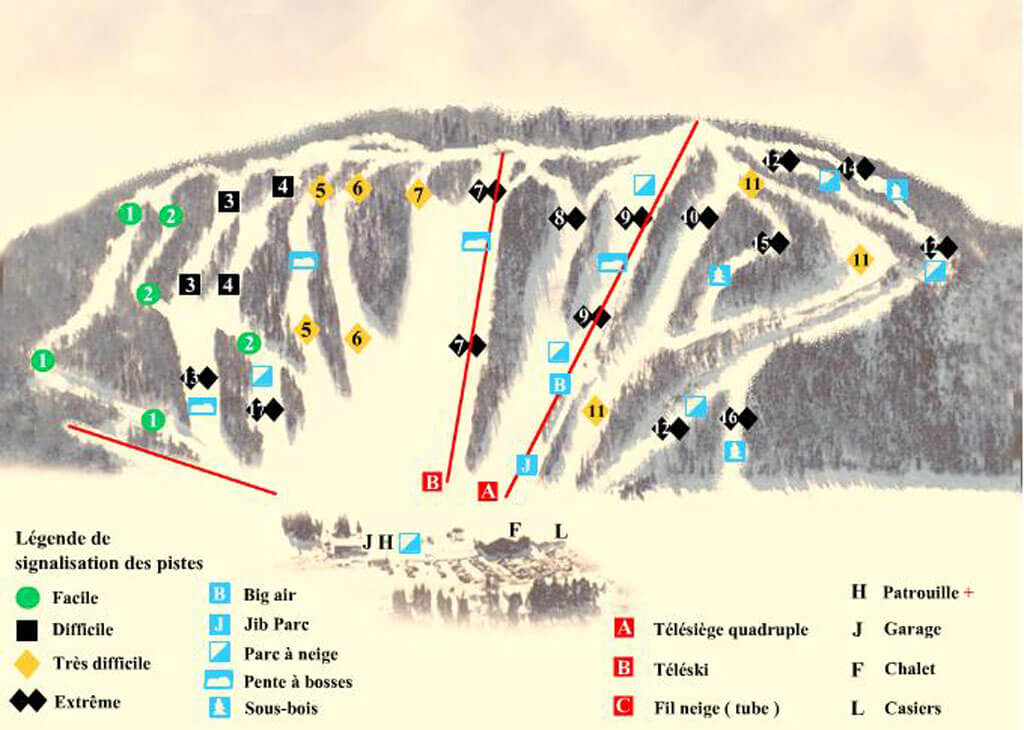 12
14
4
1
2
3
5
6
7
7
11
8
9
10
15
12
11
3
4
2
9
5
6
2
7
1
13
B
17
11
12
16
1
J
B
A
F
L
J H
Légende de
signalisation des pistes
Facile
Difficile
Très difficile
Extrême
B Big air
J Jib Parc
Parc à neige
Pente à bosses
Sous-bois
A Télésiège quadruple
B Téléski
C Fil neige ( tube )
H Patrouille +
J Garage
F Chalet
L Casiers